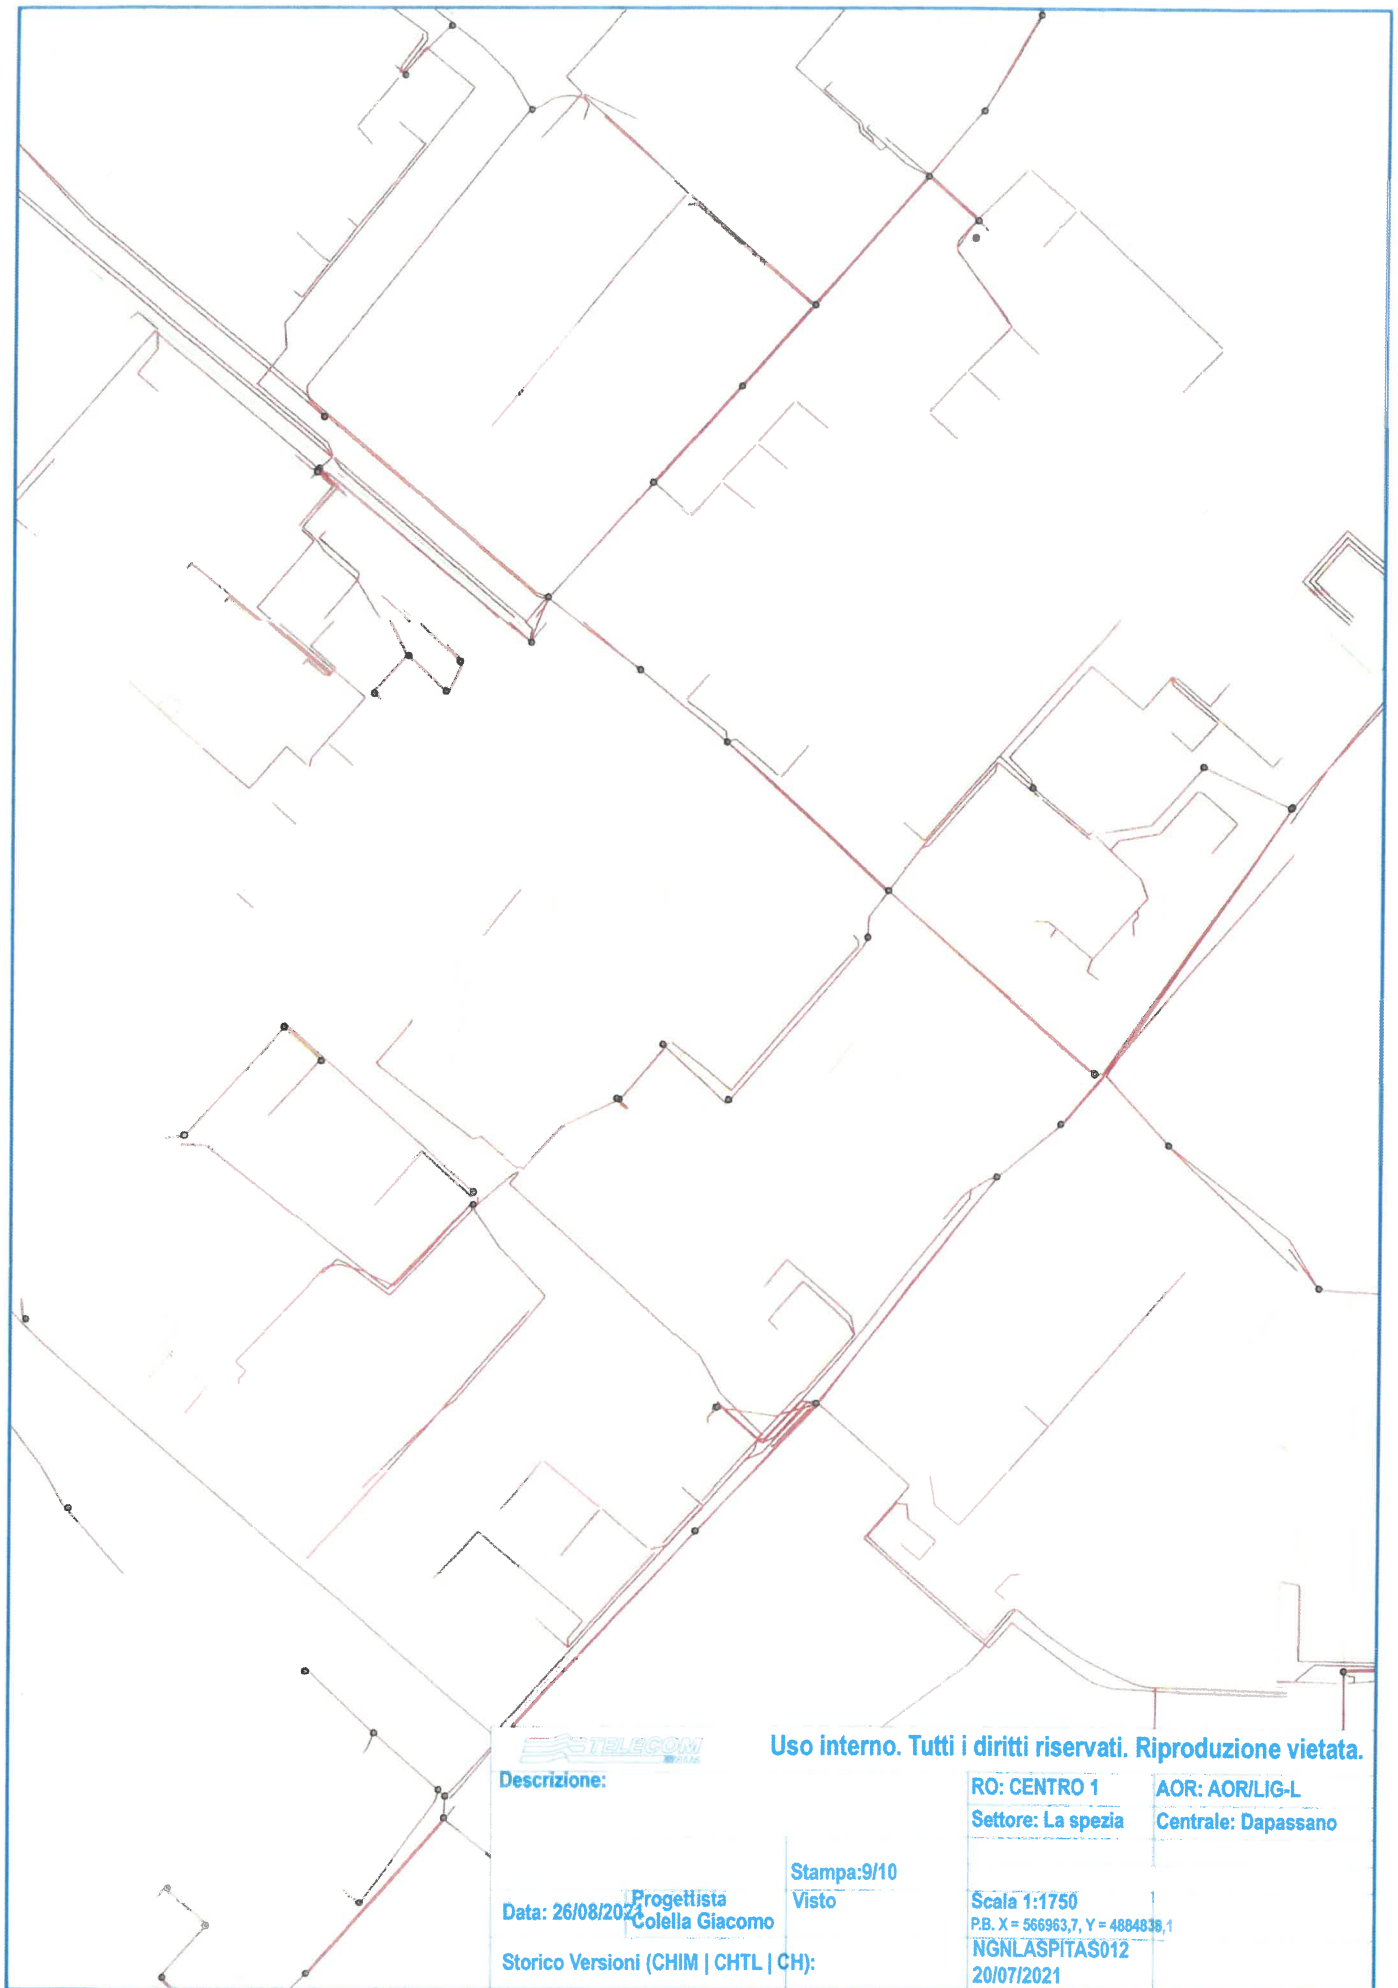 TELECOM
ITALIA
Uso interno. Tutti i diritti riservati. Riproduzione vietata.
Descrizione:
RO: CENTRO 1
AOR: AOR/LIG-L
Settore: La spezia
Centrale: Dapassano
Stampa:9/10
Data: 26/08/2021
Progettista
Colella Giacomo
Visto
Scala 1:1750
P.B. X = 566963,7, Y = 4884836,1
Storico Versioni (CHIM | CHTL | CH):
NGNLASPITAS012
20/07/2021